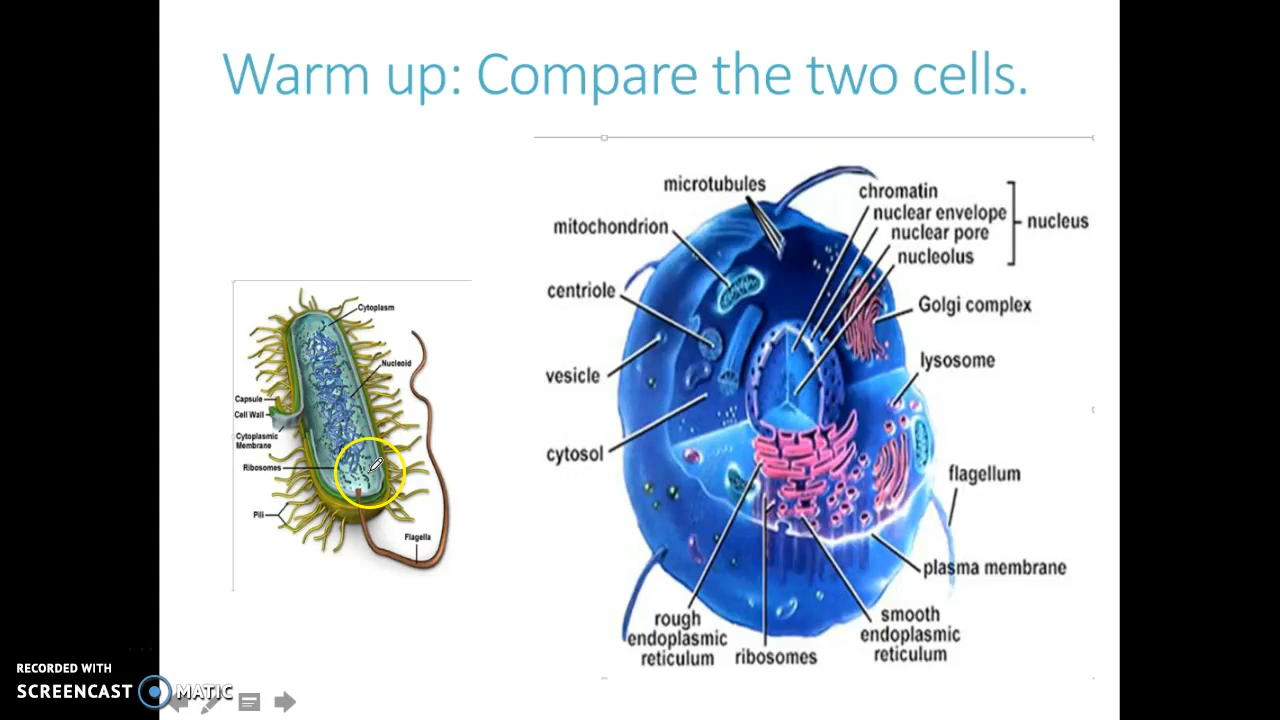 Warm up: Compare the two cells.
Cytoplasm
Nucleoid
Capsule
Cell Wall
Cytoplasmic
Membrane
Ribosomes
Pili
Flagella
microtubules
mitochondrion
centriole
vesicle
cytosol
chromatin
nuclear envelope
nuclear pore
nucleolus
nucleus
Golgi complex
lysosome
flagellum
plasma membrane
rough
endoplasmic
reticulum
ribosomes
smooth
endoplasmic
reticulum
RECORDED WITH
SCREENCAST MATIC